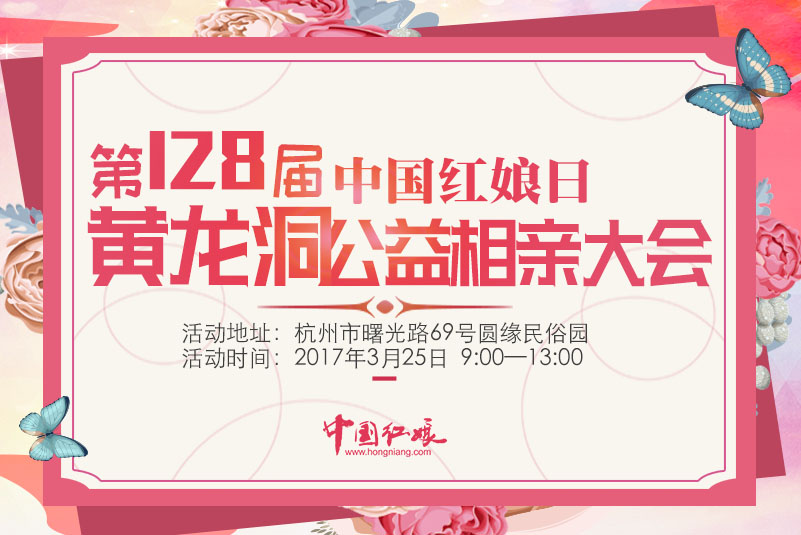 第128届中国红娘日
黄龙洞公益相亲大会
活动地址：杭州市曙光路69号圆缘民俗园
活动时间：2017年3月25日 9:00—13:00
中国红娘
www.hongniang.com